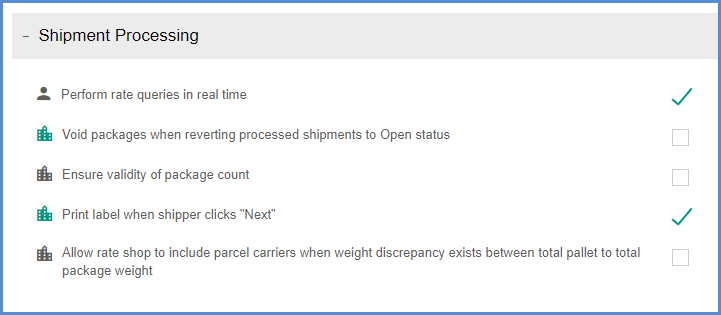 − Shipment Processing
Perform rate queries in real time
Void packages when reverting processed shipments to Open status
Ensure validity of package count
Print label when shipper clicks "Next"
Allow rate shop to include parcel carriers when weight discrepancy exists between total pallet to total
package weight